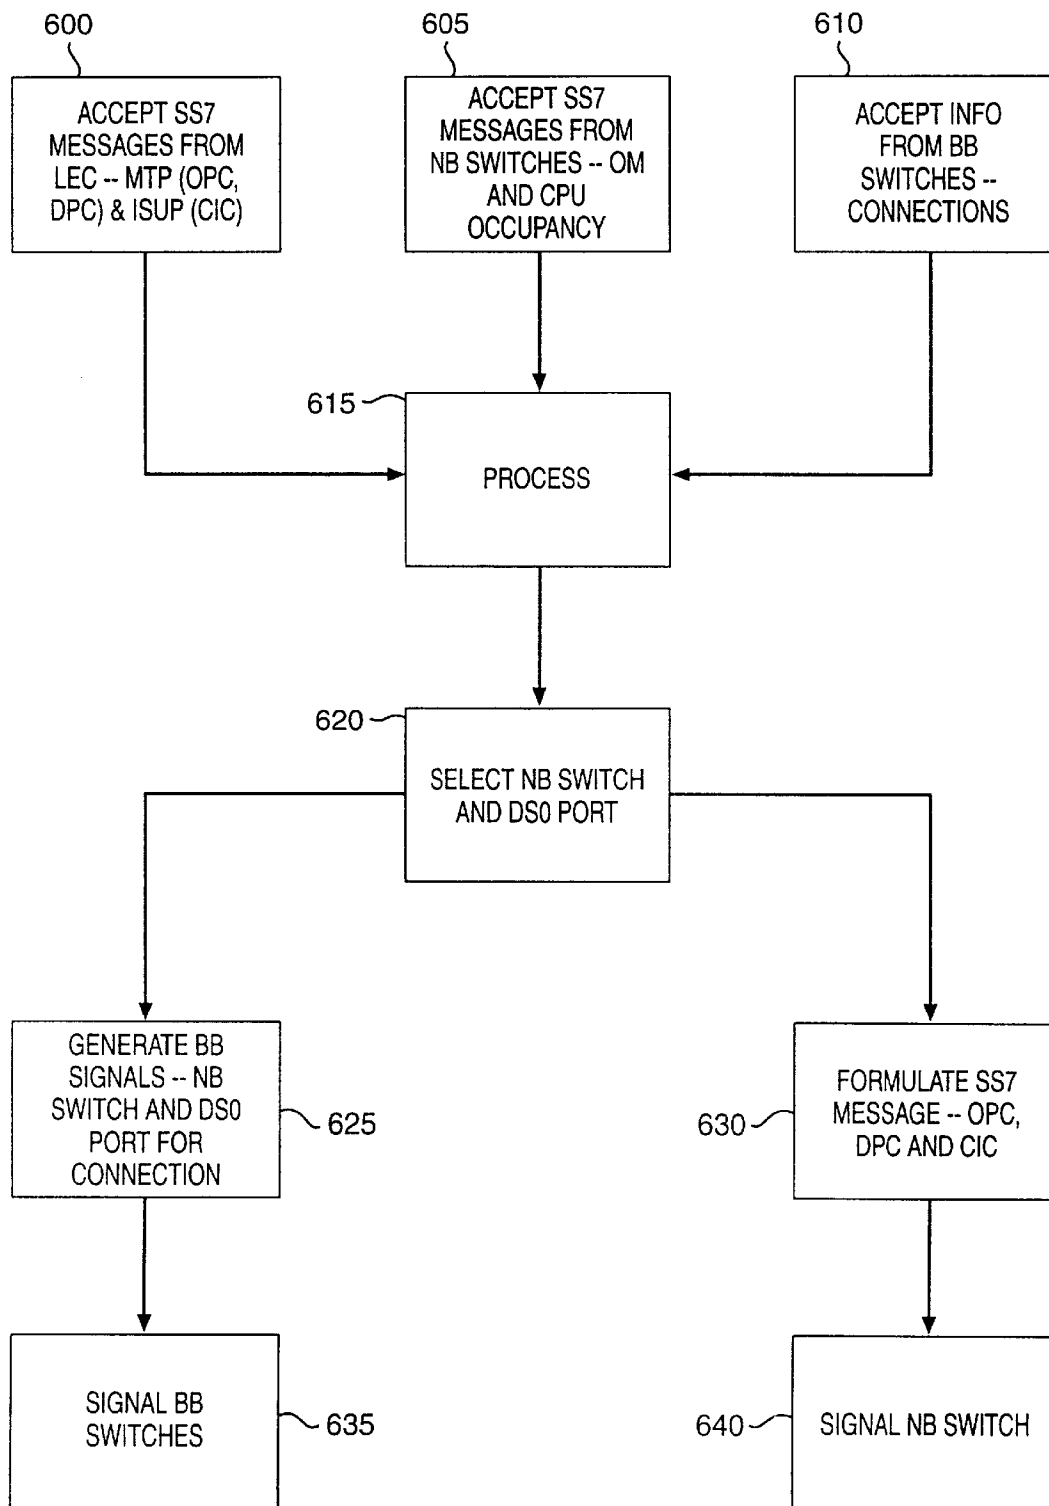 600
605
610
ACCEPT SS7
MESSAGES FROM
LEC -- MTP (OPC,
DPC) & ISUP (CIC)
ACCEPT SS7
MESSAGES FROM
NB SWITCHES -- OM
AND CPU
OCCUPANCY
ACCEPT INFO
FROM BB
SWITCHES --
CONNECTIONS
615
PROCESS
620
SELECT NB SWITCH
AND DS0 PORT
GENERATE BB
SIGNALS -- NB
SWITCH AND DS0
PORT FOR
CONNECTION
625
630
FORMULATE SS7
MESSAGE -- OPC,
DPC AND CIC
SIGNAL BB
SWITCHES
635
640
SIGNAL NB SWITCH